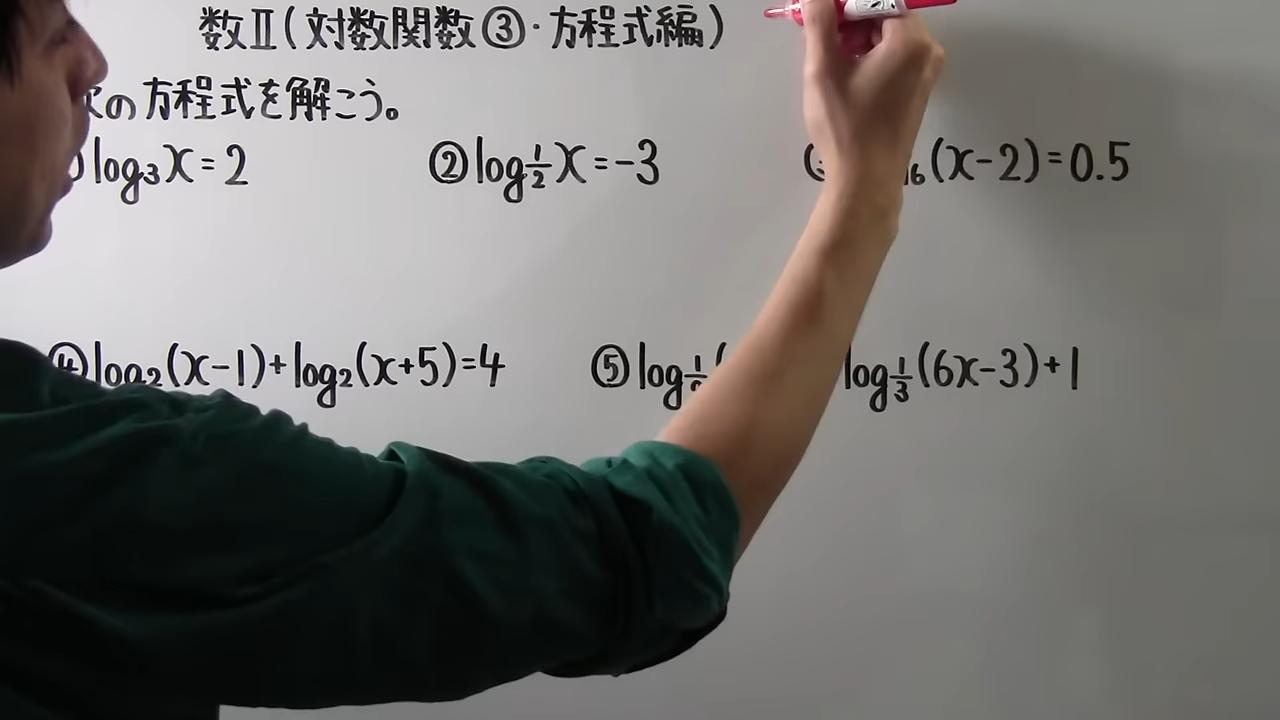 数Ⅱ(対数関数③・方程式編)
の方程式を解こう。
log₃x=2 ②log½x=-3 (x-2)=0.5
④log₂(x-1)+log₂(x+5)=4 ⑤log log⅓(6x-3)+1